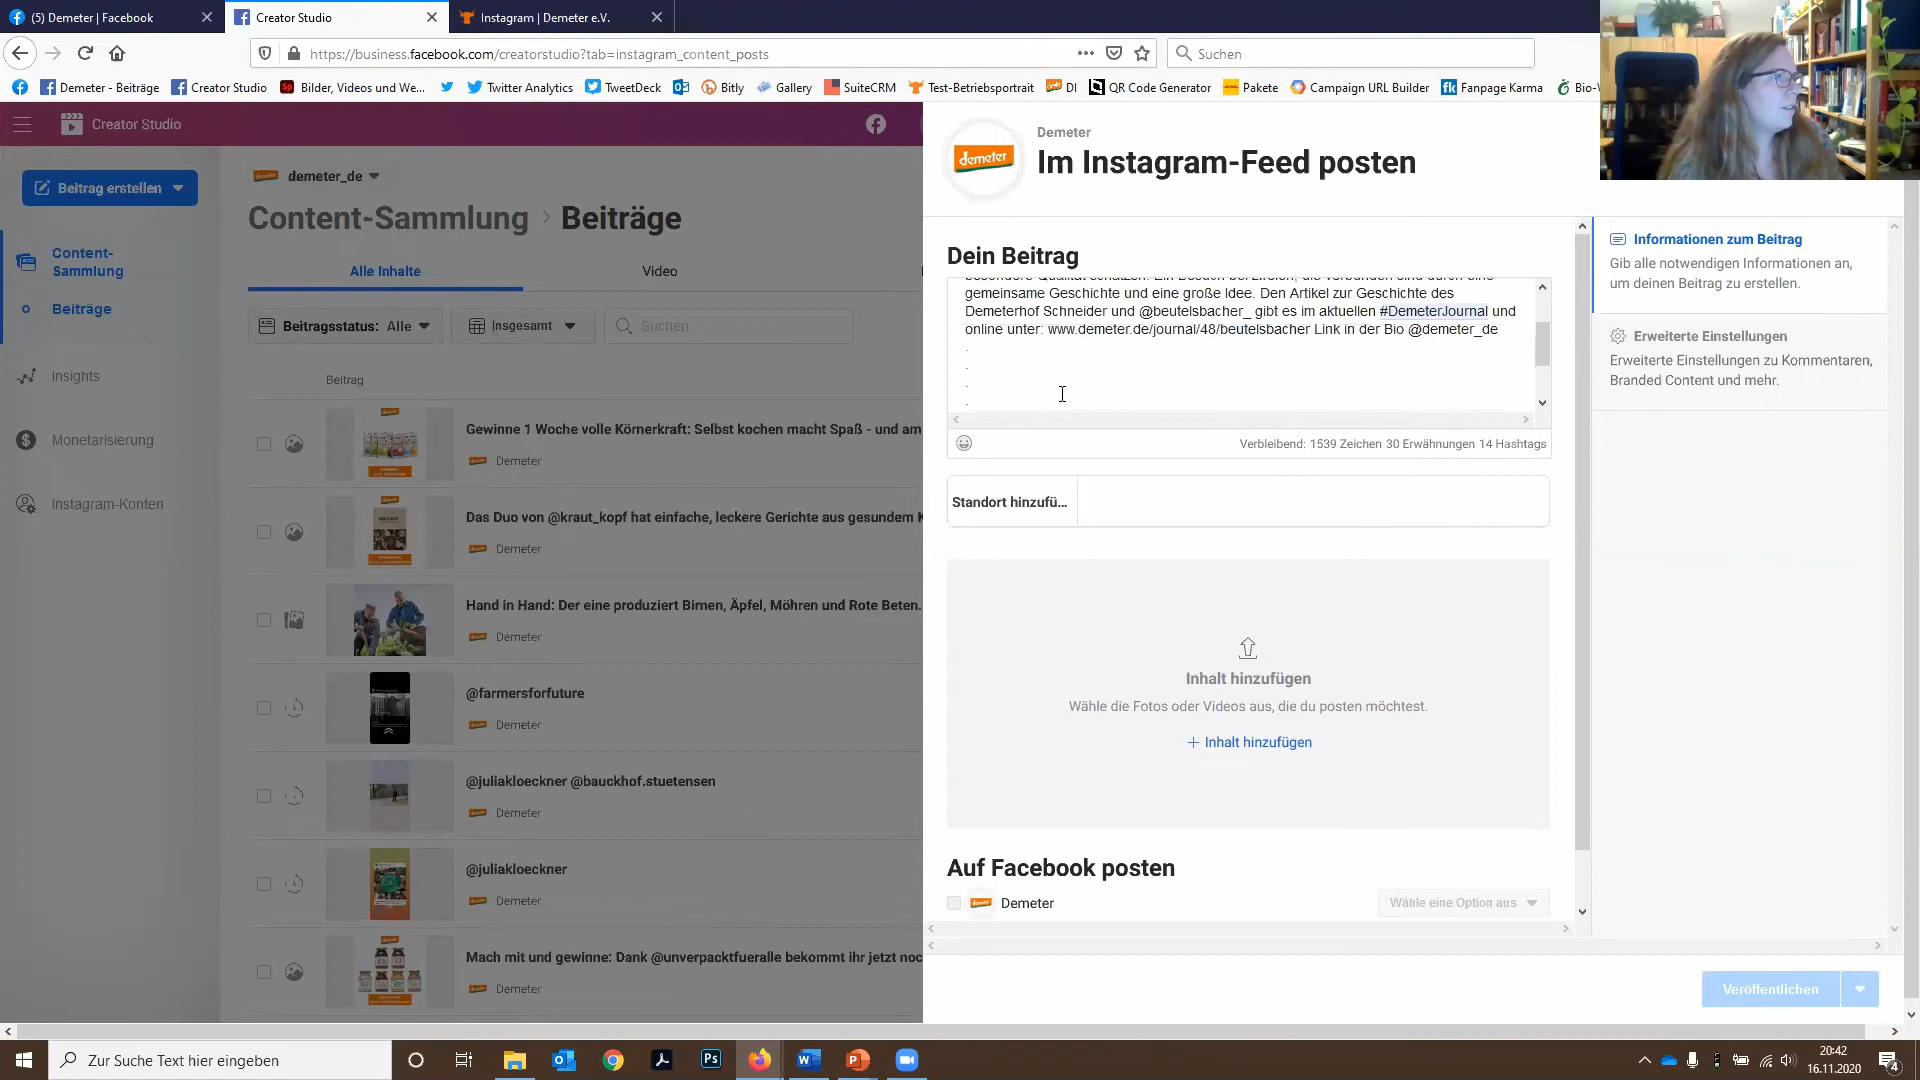 (5) Demeter | Facebook
Creator Studio
Instagram | Demeter e.V.
https://business.facebook.com/creatorstudio?tab=instagram_content_posts
Suchen
Demeter - Beiträge
Creator Studio
Bilder, Videos und We...
Twitter Analytics
TweetDeck
Bitly
Gallery
SuiteCRM
Test-Betriebsportrait
DI
QR Code Generator
Pakete
Campaign URL Builder
Fanpage Karma
Bio-W
Creator Studio
Beitrag erstellen
Content-
Sammlung
Beiträge
Insights
Monetarisierung
Instagram-Konten
demeter_de
Content-Sammlung > Beiträge
Alle Inhalte
Video
Beitragsstatus: Alle
Insgesamt
Suchen
Beitrag
Gewinne 1 Woche volle Körnerkraft: Selbst kochen macht Spaß - und am
Demeter
Das Duo von @kraut_kopf hat einfache, leckere Gerichte aus gesundem K
Demeter
Hand in Hand: Der eine produziert Birnen, Äpfel, Möhren und Rote Beten.
Demeter
@farmersforfuture
Demeter
@juliakloeckner @bauckhof.stuetensen
Demeter
@juliakloeckner
Demeter
Mach mit und gewinne: Dank @unverpacktfueralle bekommt ihr jetzt noc
Demeter
demeter
Demeter
Im Instagram-Feed posten
Dein Beitrag
gemeinsame Geschichte und eine große Idee. Den Artikel zur Geschichte des
Demeterhof Schneider und @beutelsbacher_ gibt es im aktuellen #DemeterJournal und
online unter: www.demeter.de/journal/48/beutelsbacher Link in der Bio @demeter_de
.
.
.
.
Verbleibend: 1539 Zeichen 30 Erwähnungen 14 Hashtags
Standort hinzufü...
Inhalt hinzufügen
Wähle die Fotos oder Videos aus, die du posten möchtest.
+ Inhalt hinzufügen
Auf Facebook posten
Demeter
Wähle eine Option aus
Informationen zum Beitrag
Gib alle notwendigen Informationen an,
um deinen Beitrag zu erstellen.
Erweiterte Einstellungen
Erweiterte Einstellungen zu Kommentaren,
Branded Content und mehr.
Veröffentlichen
Zur Suche Text hier eingeben
20:42
16.11.2020
4